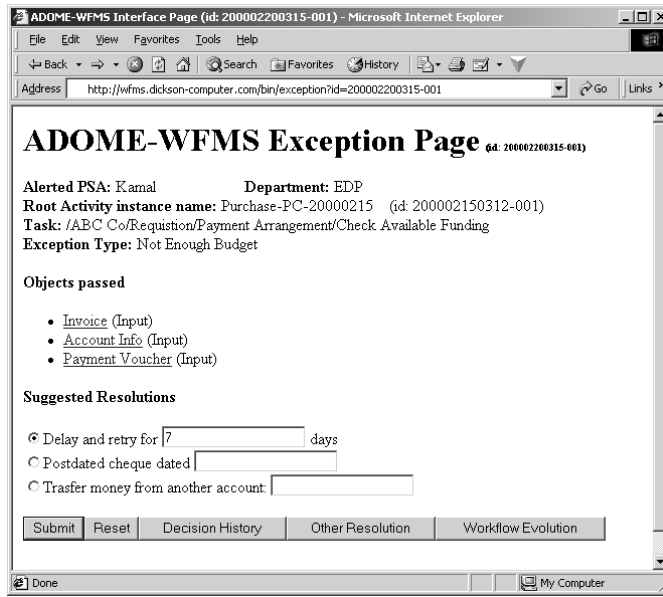 ADOME-WFMS Interface Page (id: 200002200315-001) - Microsoft Internet Explorer
File Edit View Favorites Tools Help
Back Search Favorites History
Address http://wfms.dickson-computer.com/bin/exception?id=200002200315-001 Go Links »
ADOME-WFMS Exception Page (id: 200002200315-001)
Alerted PSA: Kamal Department: EDP
Root Activity instance name: Purchase-PC-20000215 (id: 200002150312-001)
Task: /ABC Co/Requistion/Payment Arrangement/Check Available Funding
Exception Type: Not Enough Budget
Objects passed
• Invoice (Input)
• Account Info (Input)
• Payment Voucher (Input)
Suggested Resolutions
Delay and retry for 7 days
Postdated cheque dated
Trasfer money from another account:
Submit Reset Decision History Other Resolution Workflow Evolution
Done My Computer